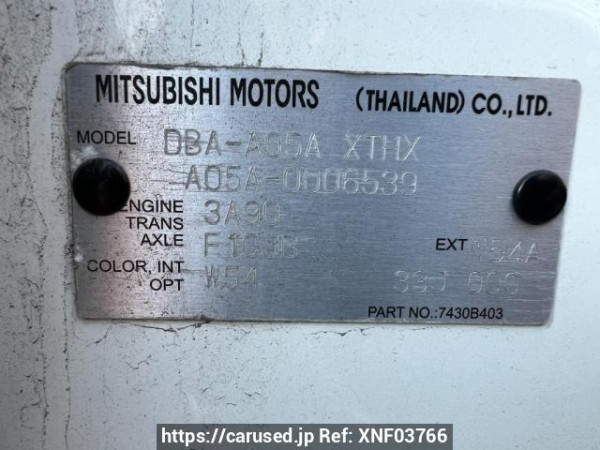 MITSUBISHI MOTORS (THAILAND) CO.,LTD.
MODEL DBA-A05A XTHX
A05A-0006539
ENGINE 3A90
TRANS
AXLE
EXT W54A
COLOR, INT W54
OPT
PART NO.:7430B403
https://carused.jp Ref: XNF03766